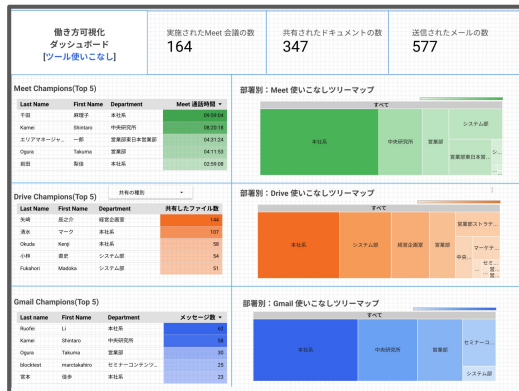 働き方可視化
ダッシュボード
[ツール使いこなし]
実施されたMeet 会議の数
164
共有されたドキュメントの数
347
送信されたメールの数
577
Meet Champions(Top 5)
Last Name First Name Department Meet 通話時間
千田 麻理子 本社系 09:59:04
Kamei Shintaro 中央研究所 08:20:18
エリアマネージャ... 一郎 営業部東日本営業部 04:31:24
Ogura Takuma 営業部 04:11:53
前田 梨佳 本社系 02:59:08
部署別：Meet 使いこなしツリーマップ
すべて
本社系
中央研究所
営業部
システム部
営業部東日本営...
シ...
Drive Champions(Top 5)
共有の種別
Last Name First Name Department 共有したファイル数
矢崎 辰之介 経営企画室 144
清水 マーク 本社系 107
Okuda Kenji 本社系 58
小林 直史 システム部 54
Fukahori Madoka システム部 51
部署別：Drive 使いこなしツリーマップ
すべて
本社系
システム部
経営企画室
営業部
営業部ストラテ...
中央...
マーケテ...
セミ...
... 営...
営...
Gmail Champions(Top 5)
Last name First Name Department メッセージ数
Ruofei Li 本社系 62
Kamei Shintaro 中央研究所 58
Ogura Takuma 営業部 30
blocktest marctakahiro セミナーコンテンツ... 25
宮本 佳歩 本社系 23
部署別：Gmail 使いこなしツリーマップ
すべて
本社系
中央研究所
営業部
セミナーコ...
システム部